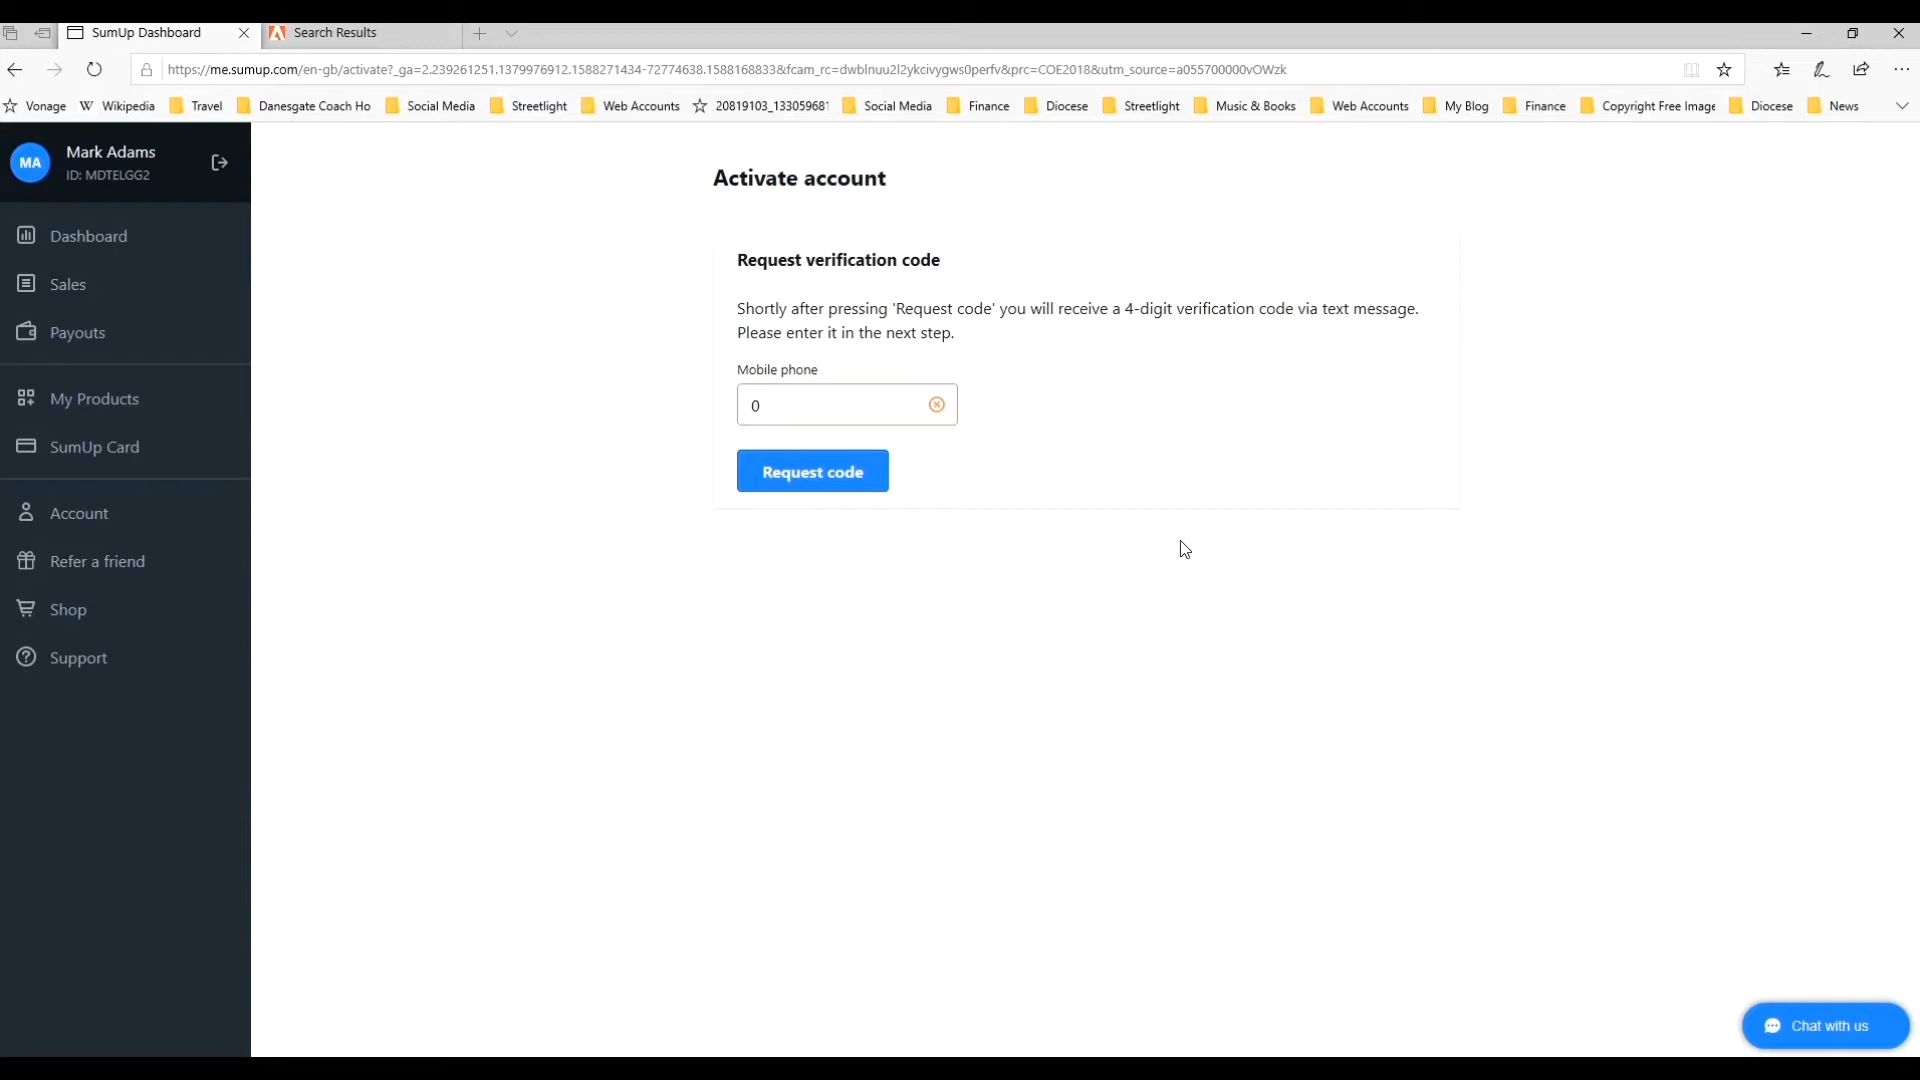 SumUp Dashboard
Search Results
https://me.sumup.com/en-gb/activate?_ga=2.239261251.1379976912.1588271434-72774638.1588168833&fcam_rc=dwblnuu2l2ykcivygws0perfv&prc=COE2018&utm_source=a055700000vOWzk
Vonage Wikipedia Travel Danesgate Coach Ho Social Media Streetlight Web Accounts 20819103_133059681 Social Media Finance Diocese Streetlight Music & Books Web Accounts My Blog Finance Copyright Free Image Diocese News
MA
Mark Adams
ID: MDTELGG2
Dashboard
Sales
Payouts
My Products
SumUp Card
Account
Refer a friend
Shop
Support
Activate account
Request verification code
Shortly after pressing 'Request code' you will receive a 4-digit verification code via text message.
Please enter it in the next step.
Mobile phone
0
Request code
Chat with us